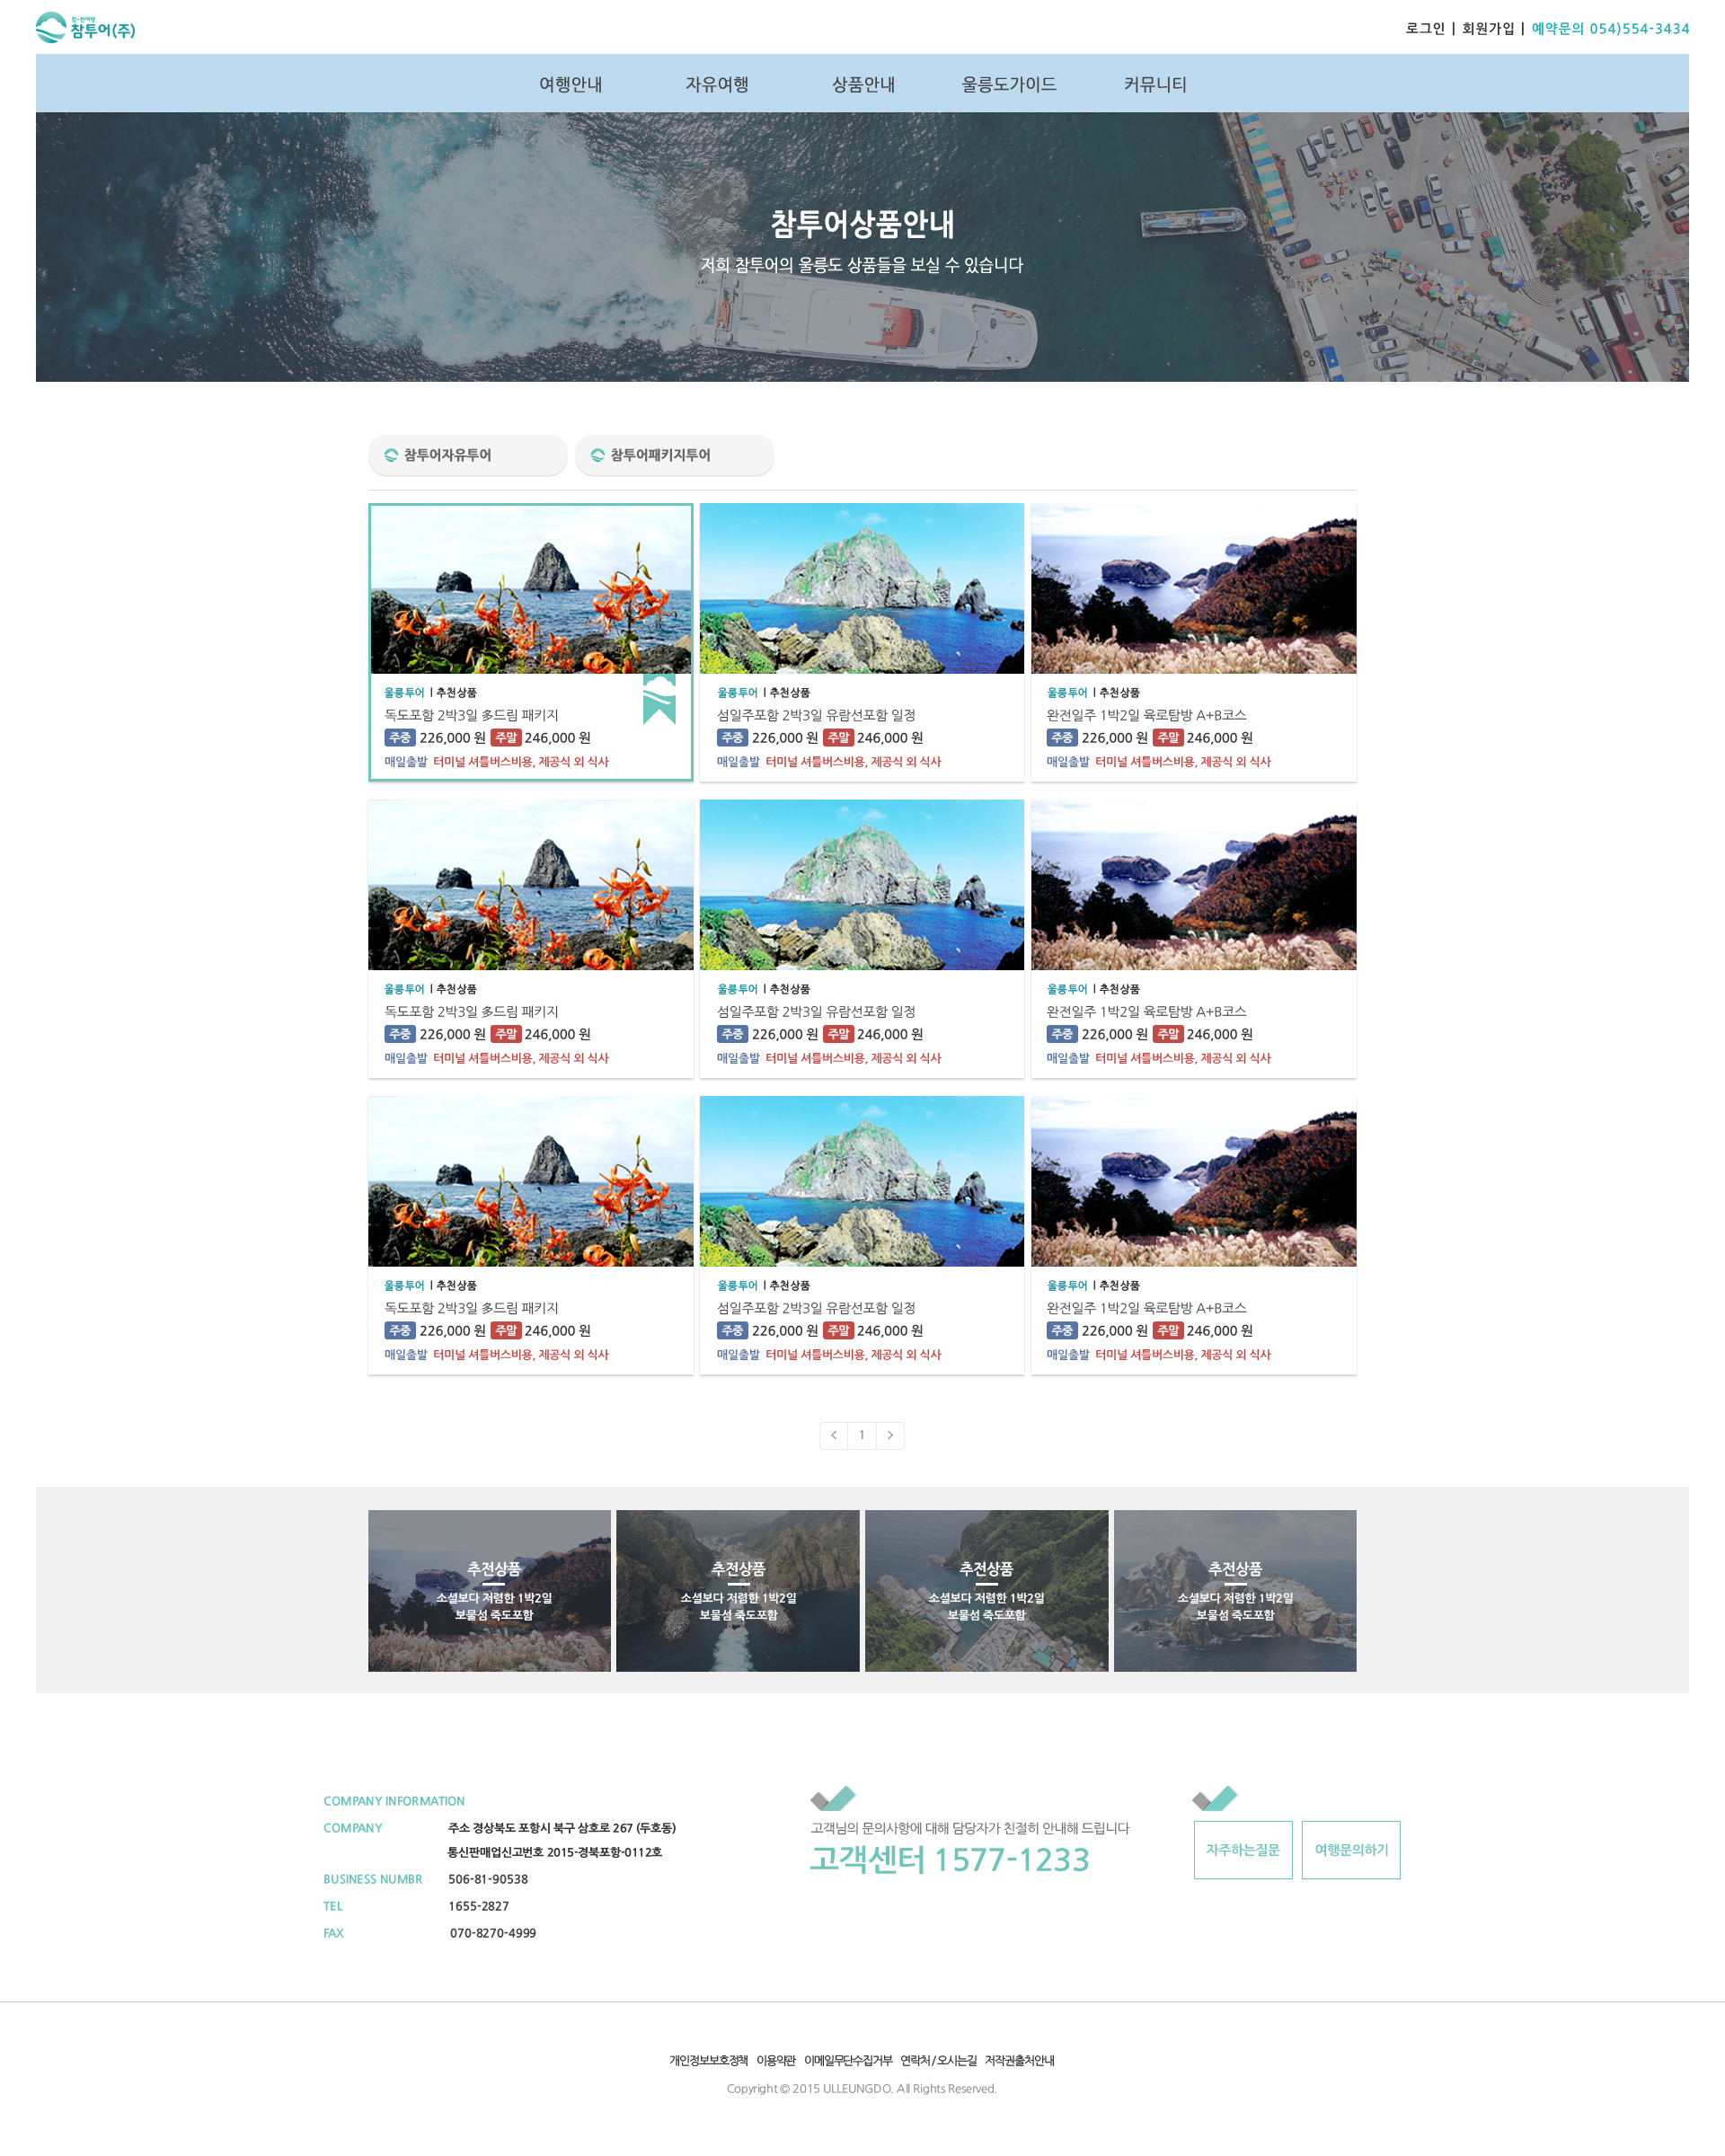 참투어(주)
로그인 | 회원가입 | 예약문의 054)554-3434
여행안내 자유여행 상품안내 울릉도가이드 커뮤니티
참투어상품안내
저희 참투어의 울릉도 상품들을 보실 수 있습니다
참투어자유투어 참투어패키지투어
울릉투어 | 추천상품
독도포함 2박3일 多드림 패키지
주중 226,000 원 주말 246,000 원
매일출발 터미널 셔틀버스비용, 제공식 외 식사
울릉투어 | 추천상품
섬일주포함 2박3일 유람선포함 일정
주중 226,000 원 주말 246,000 원
매일출발 터미널 셔틀버스비용, 제공식 외 식사
울릉투어 | 추천상품
완전일주 1박2일 육로탐방 A+B코스
주중 226,000 원 주말 246,000 원
매일출발 터미널 셔틀버스비용, 제공식 외 식사
울릉투어 | 추천상품
독도포함 2박3일 多드림 패키지
주중 226,000 원 주말 246,000 원
매일출발 터미널 셔틀버스비용, 제공식 외 식사
울릉투어 | 추천상품
섬일주포함 2박3일 유람선포함 일정
주중 226,000 원 주말 246,000 원
매일출발 터미널 셔틀버스비용, 제공식 외 식사
울릉투어 | 추천상품
완전일주 1박2일 육로탐방 A+B코스
주중 226,000 원 주말 246,000 원
매일출발 터미널 셔틀버스비용, 제공식 외 식사
울릉투어 | 추천상품
독도포함 2박3일 多드림 패키지
주중 226,000 원 주말 246,000 원
매일출발 터미널 셔틀버스비용, 제공식 외 식사
울릉투어 | 추천상품
섬일주포함 2박3일 유람선포함 일정
주중 226,000 원 주말 246,000 원
매일출발 터미널 셔틀버스비용, 제공식 외 식사
울릉투어 | 추천상품
완전일주 1박2일 육로탐방 A+B코스
주중 226,000 원 주말 246,000 원
매일출발 터미널 셔틀버스비용, 제공식 외 식사
< 1 >
추전상품
소셜보다 저렴한 1박2일
보물섬 죽도포함
추전상품
소셜보다 저렴한 1박2일
보물섬 죽도포함
추전상품
소셜보다 저렴한 1박2일
보물섬 죽도포함
추전상품
소셜보다 저렴한 1박2일
보물섬 죽도포함
COMPANY INFORMATION
COMPANY 주소 경상북도 포항시 북구 삼호로 267 (두호동)
통신판매업신고번호 2015-경북포항-0112호
BUSINESS NUMBR 506-81-90538
TEL 1655-2827
FAX 070-8270-4999
고객님의 문의사항에 대해 담당자가 친절히 안내해 드립니다
고객센터 1577-1233
자주하는질문 여행문의하기
개인정보보호정책 이용약관 이메일무단수집거부 연락처 / 오시는길 저작권출처안내
Copyright © 2015 ULLEUNGDO. All Rights Reserved.